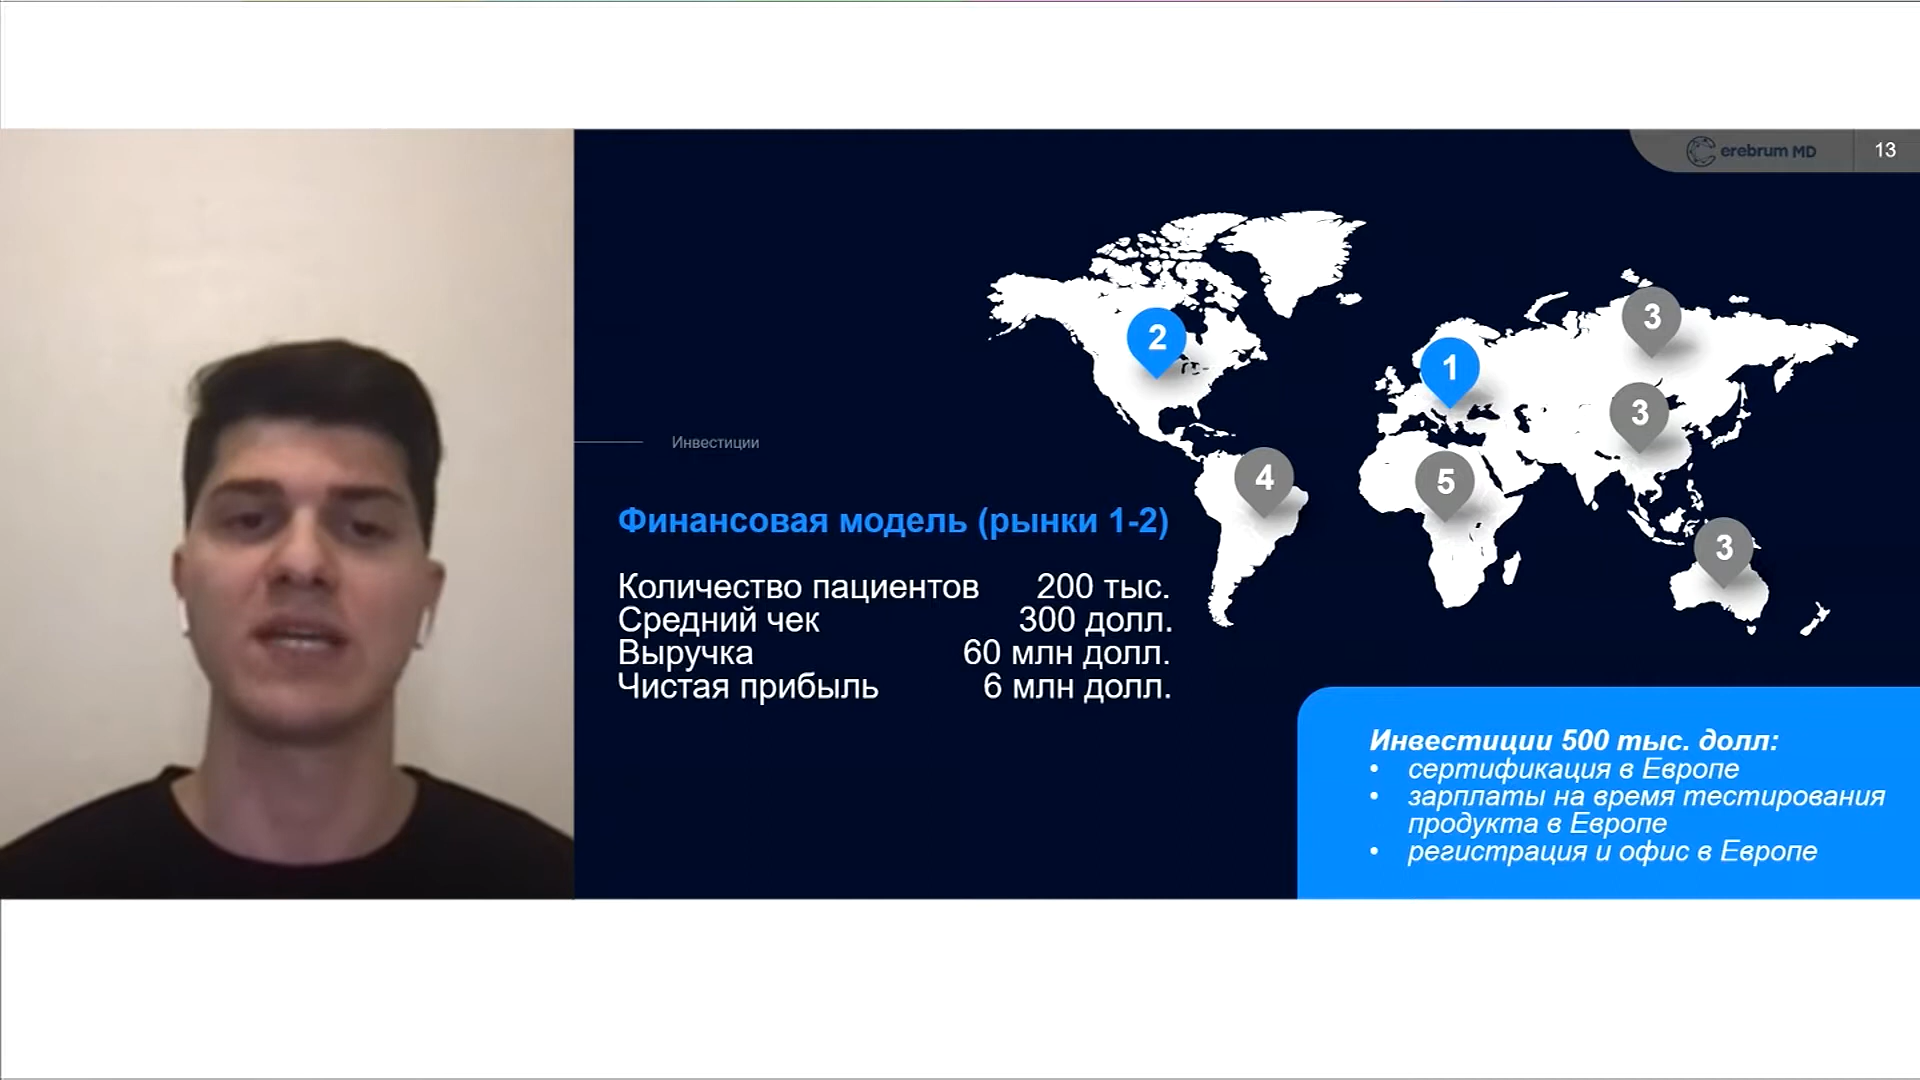 erebrum MD
13
2
1
3
3
4
5
3
Инвестиции
Финансовая модель (рынки 1-2)
Количество пациентов 200 тыс.
Средний чек 300 долл.
Выручка 60 млн долл.
Чистая прибыль 6 млн долл.
Инвестиции 500 тыс. долл:
• сертификация в Европе
• зарплаты на время тестирования
продукта в Европе
• регистрация и офис в Европе